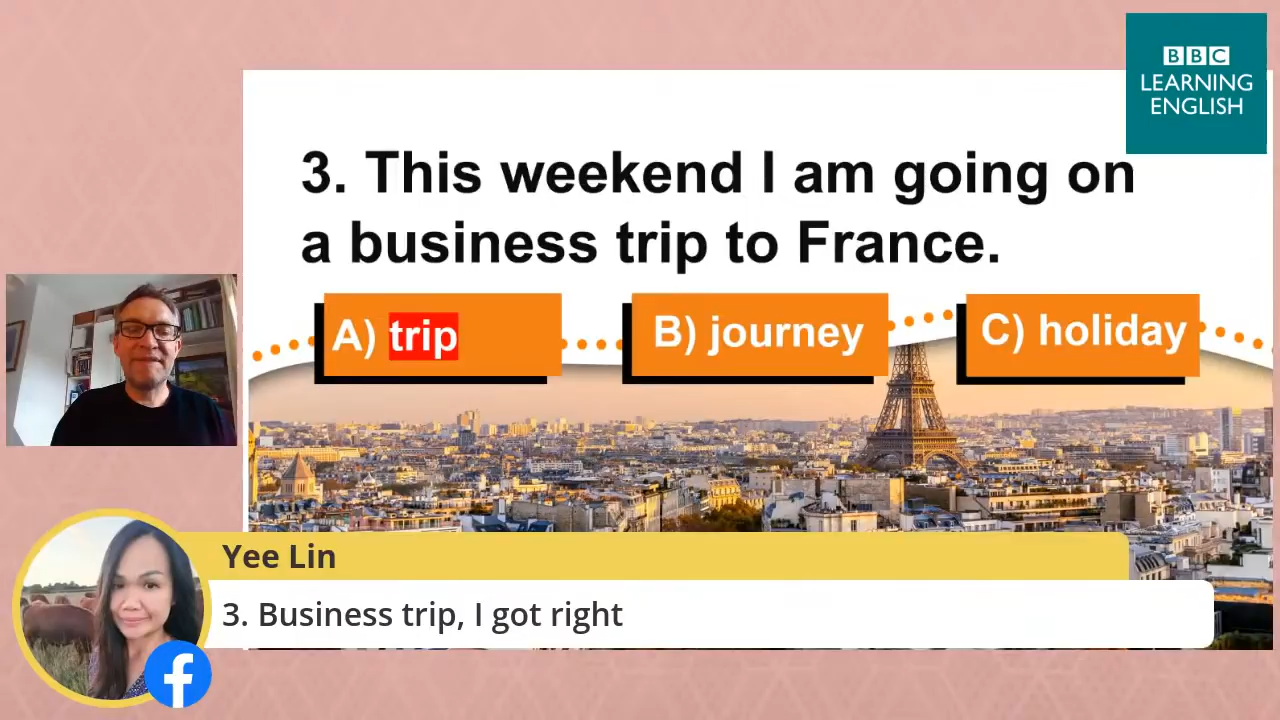 BBC
LEARNING
ENGLISH
3. This weekend I am going on
a business trip to France.
A) trip
B) journey
C) holiday
Yee Lin
3. Business trip, I got right